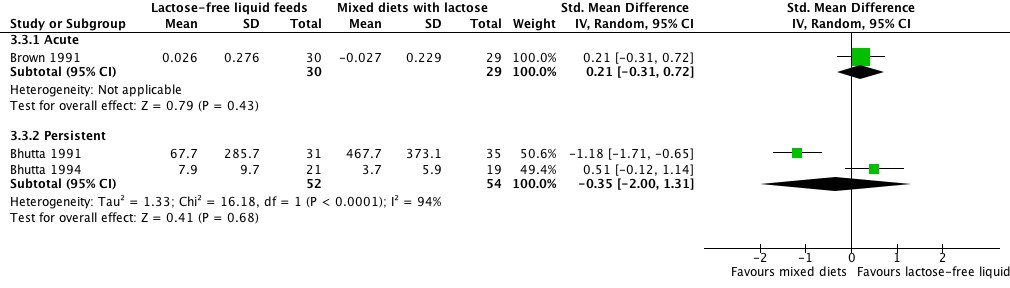 Lactose-free liquid feeds Mixed diets with lactose Std. Mean Difference Std. Mean Difference
Study or Subgroup Mean SD Total Mean SD Total Weight IV, Random, 95% CI IV, Random, 95% CI
3.3.1 Acute
Brown 1991 0.026 0.276 30 −0.027 0.229 29 100.0% 0.21 [−0.31, 0.72]
Subtotal (95% CI) 30 29 100.0% 0.21 [−0.31, 0.72]
Heterogeneity: Not applicable
Test for overall effect: Z = 0.79 (P = 0.43)
3.3.2 Persistent
Bhutta 1991 67.7 285.7 31 467.7 373.1 35 50.6% −1.18 [−1.71, −0.65]
Bhutta 1994 7.9 9.7 21 3.7 5.9 19 49.4% 0.51 [−0.12, 1.14]
Subtotal (95% CI) 52 54 100.0% −0.35 [−2.00, 1.31]
Heterogeneity: Tau² = 1.33; Chi² = 16.18, df = 1 (P < 0.0001); I² = 94%
Test for overall effect: Z = 0.41 (P = 0.68)
−2 −1 0 1 2
Favours mixed diets Favours lactose-free liquid